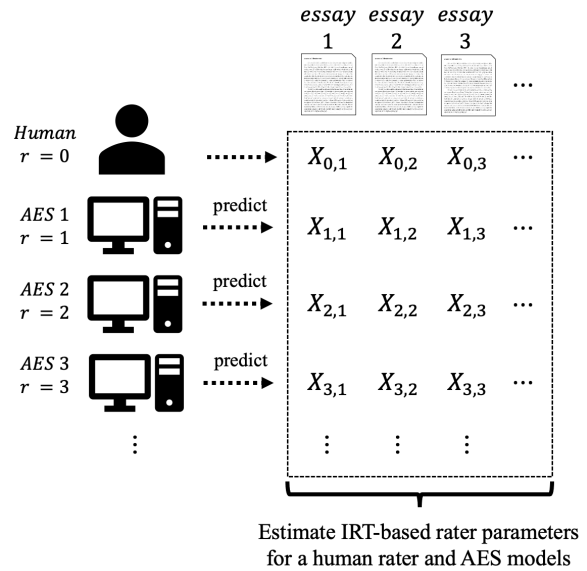 essay essay essay
1 2 3
...
Human
r = 0
X0,1 X0,2 X0,3 ...
AES 1
r = 1
predict
X1,1 X1,2 X1,3 ...
AES 2
r = 2
predict
X2,1 X2,2 X2,3 ...
AES 3
r = 3
predict
X3,1 X3,2 X3,3 ...
⋮ ⋮ ⋮ ⋮
Estimate IRT-based rater parameters
for a human rater and AES models